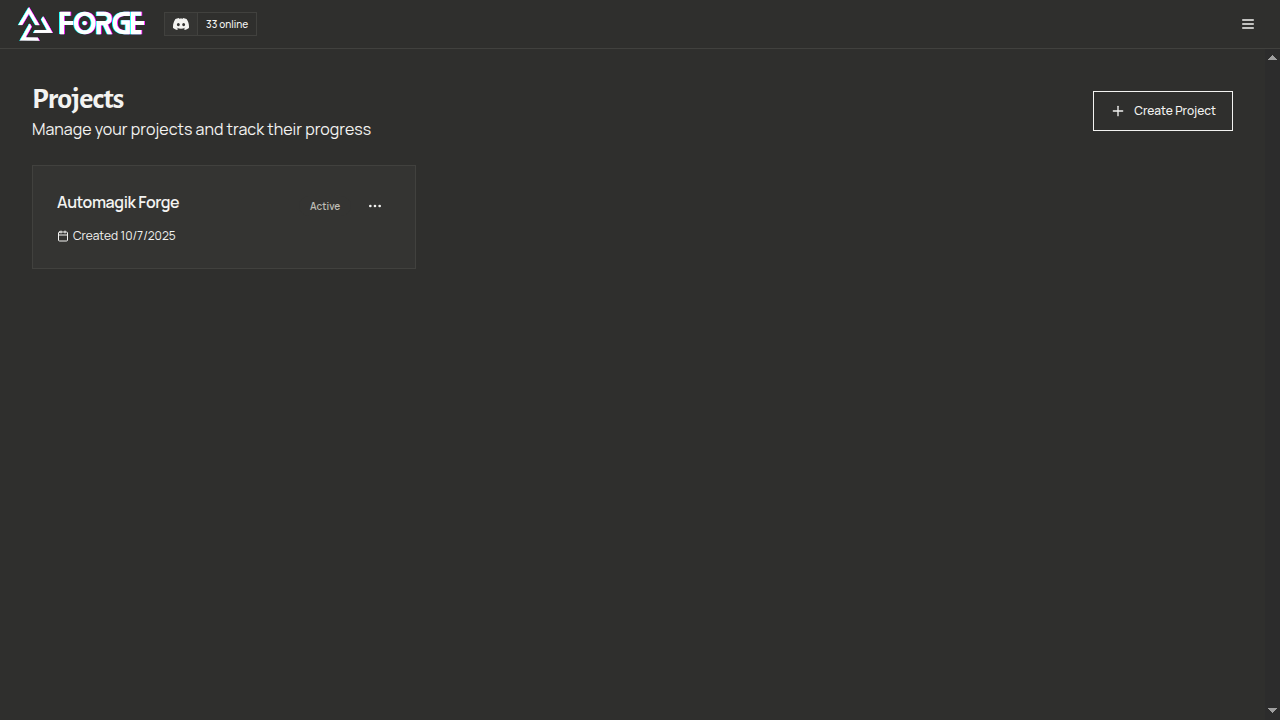 FORGE
33 online
Projects
Manage your projects and track their progress
Create Project
Automagik Forge
Active
Created 10/7/2025